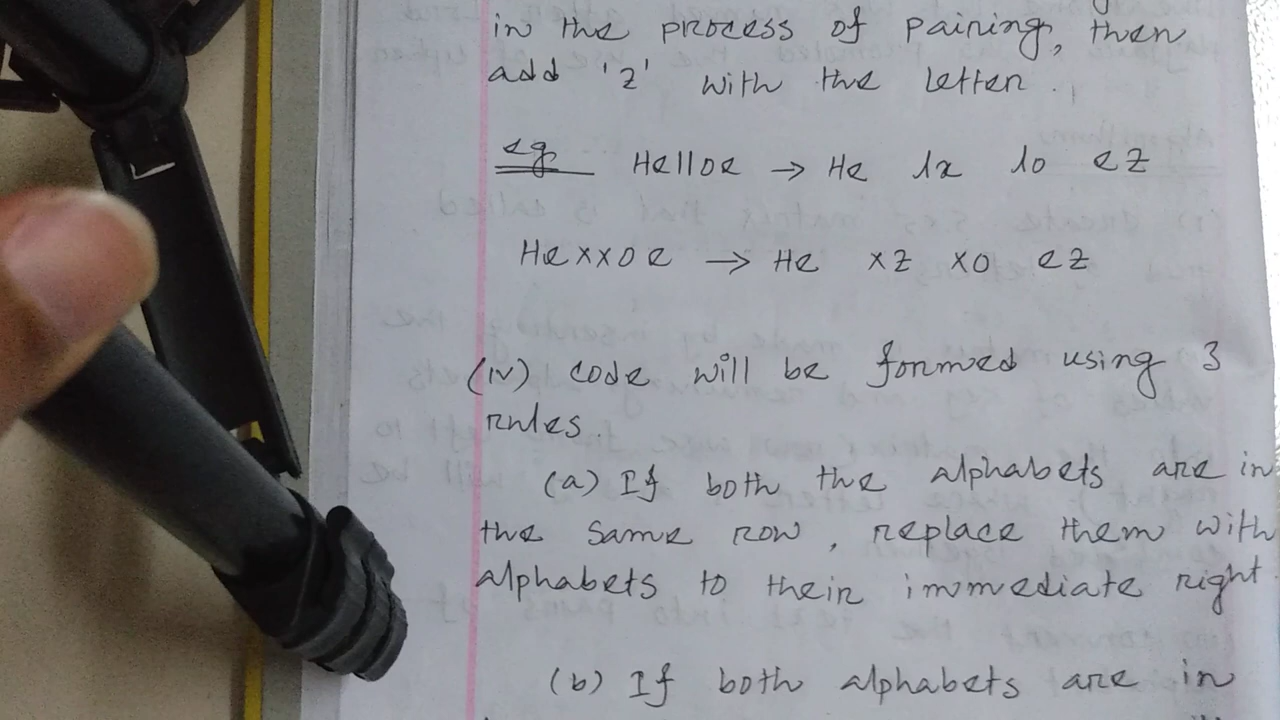 in the process of pairing, then
add 'z' with the letter.
eg Helloe → He lx lo ez
Hexxoe → He xz xo ez
(iv) code will be formed using 3
rules.
(a) If both the alphabets are in
the same row, replace them with
alphabets to their immediate right
(b) If both alphabets are in